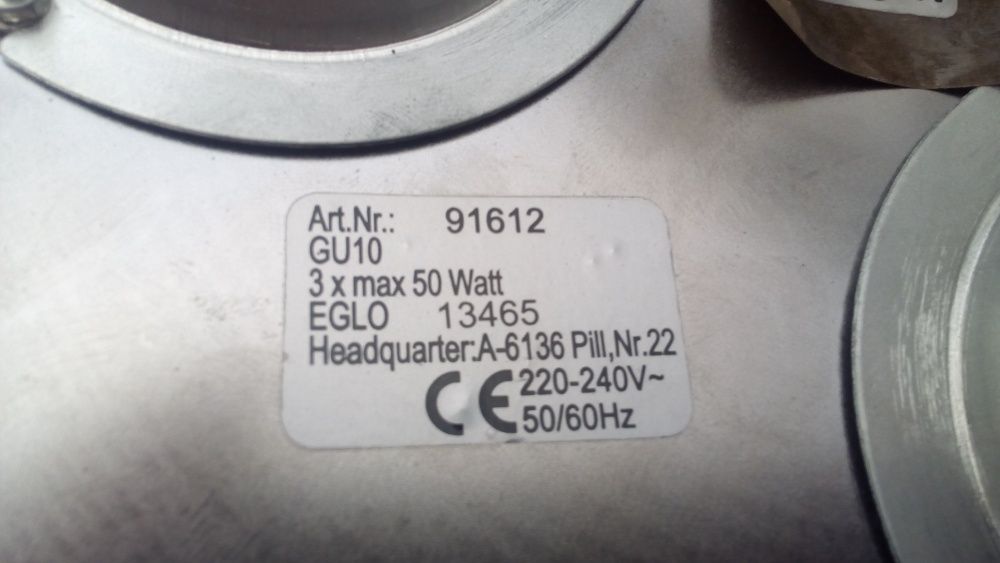 Art.Nr.: 91612
GU10
3 x max 50 Watt
EGLO 13465
Headquarter:A-6136 Pill,Nr.22
CE 220-240V~
50/60Hz